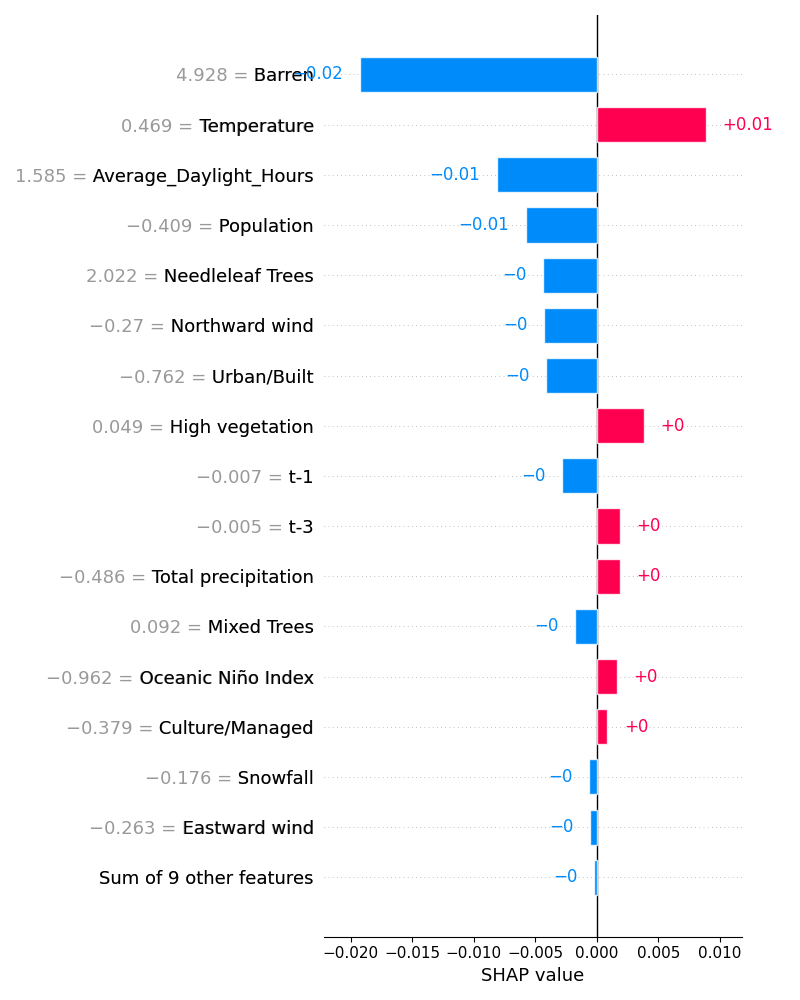 4.928 = Barren −0.02
0.469 = Temperature +0.01
1.585 = Average_Daylight_Hours −0.01
−0.409 = Population −0.01
2.022 = Needleleaf Trees −0
−0.27 = Northward wind −0
−0.762 = Urban/Built −0
0.049 = High vegetation +0
−0.007 = t-1 −0
−0.005 = t-3 +0
−0.486 = Total precipitation +0
0.092 = Mixed Trees −0
−0.962 = Oceanic Niño Index +0
−0.379 = Culture/Managed +0
−0.176 = Snowfall −0
−0.263 = Eastward wind −0
Sum of 9 other features −0
−0.020 −0.015 −0.010 −0.005 0.000 0.005 0.010
SHAP value